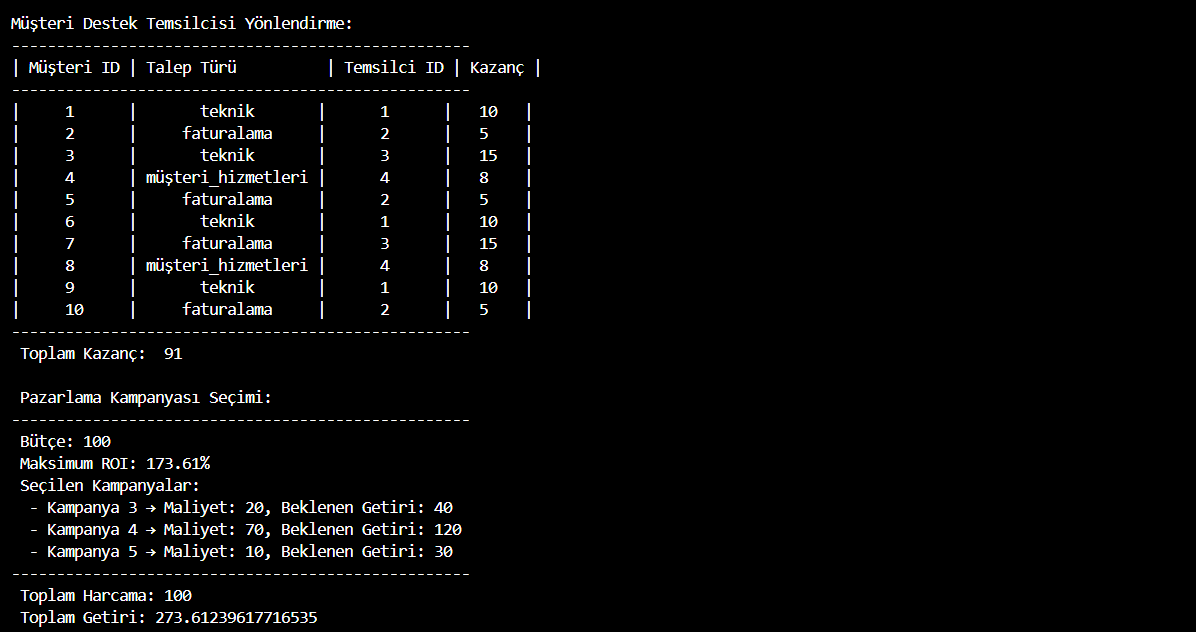 Müşteri Destek Temsilcisi Yönlendirme:
---------------------------------------------------
| Müşteri ID | Talep Türü          | Temsilci ID | Kazanç |
---------------------------------------------------
|     1      |       teknik       |      1      |   10   |
|     2      |     faturalama     |      2      |   5    |
|     3      |       teknik       |      3      |   15   |
|     4      | müşteri_hizmetleri |      4      |   8    |
|     5      |     faturalama     |      2      |   5    |
|     6      |       teknik       |      1      |   10   |
|     7      |     faturalama     |      3      |   15   |
|     8      | müşteri_hizmetleri |      4      |   8    |
|     9      |       teknik       |      1      |   10   |
|     10     |     faturalama     |      2      |   5    |
---------------------------------------------------
Toplam Kazanç:  91
Pazarlama Kampanyası Seçimi:
---------------------------------------------------
Bütçe: 100
Maksimum ROI: 173.61%
Seçilen Kampanyalar:
- Kampanya 3 → Maliyet: 20, Beklenen Getiri: 40
- Kampanya 4 → Maliyet: 70, Beklenen Getiri: 120
- Kampanya 5 → Maliyet: 10, Beklenen Getiri: 30
---------------------------------------------------
Toplam Harcama: 100
Toplam Getiri: 273.61239617716535